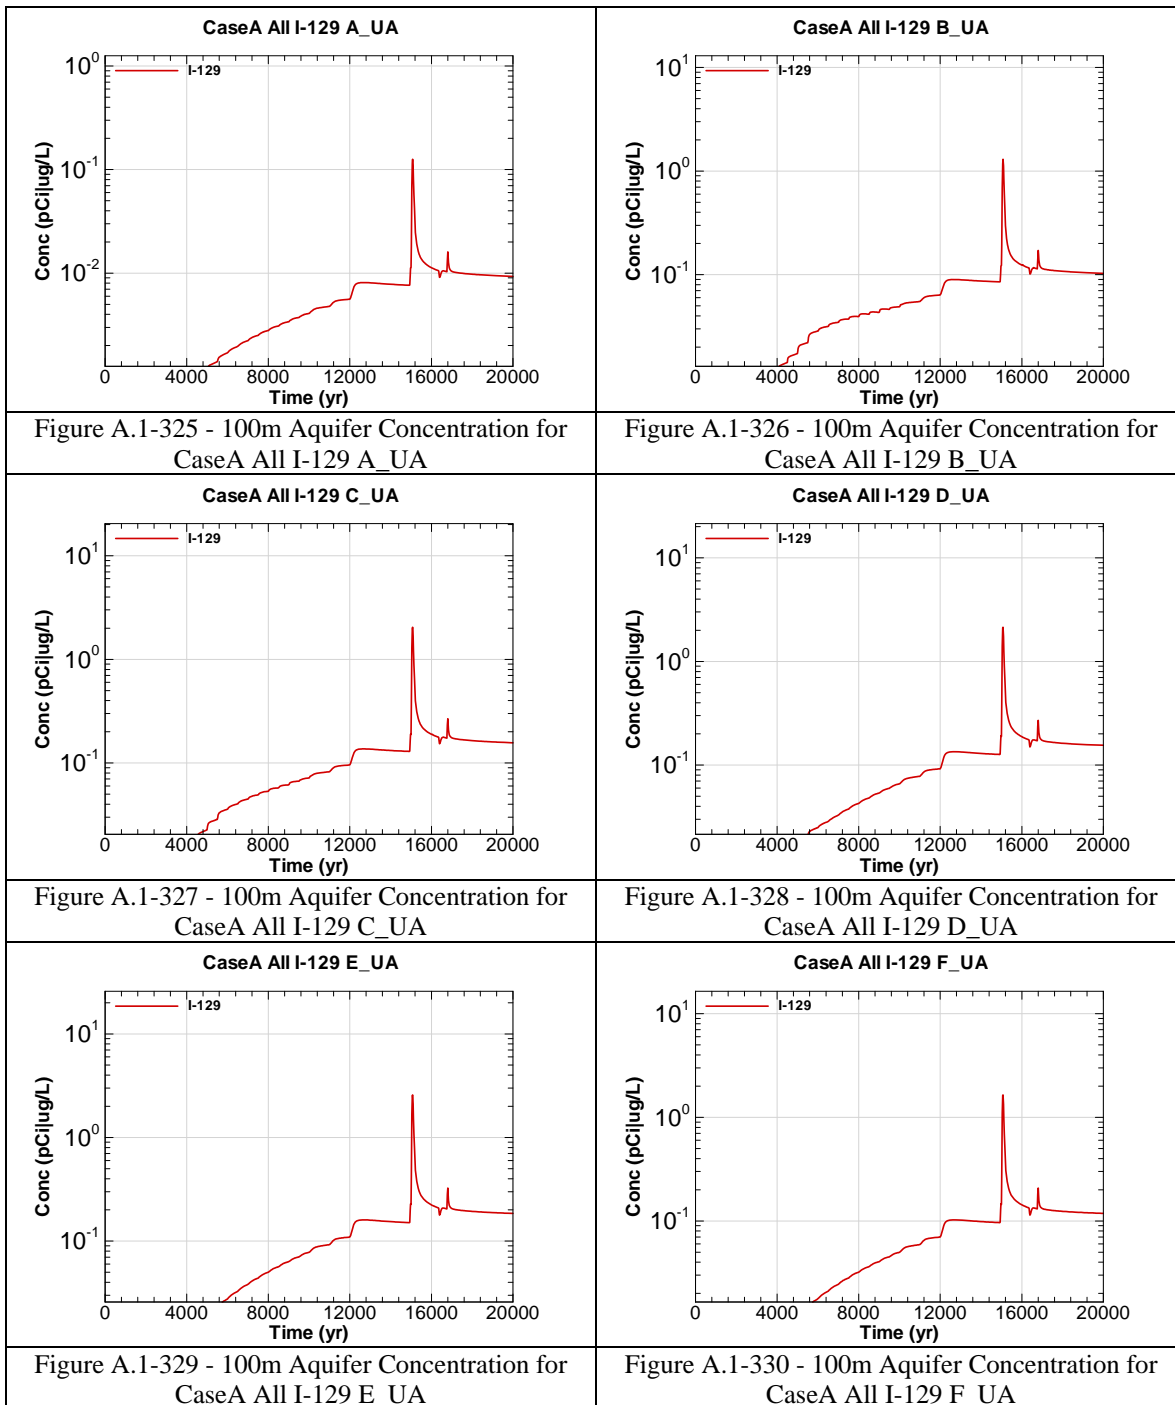 CaseA All I-129 A_UA
I-129
10^0
10^-1
10^-2
Conc (pCi|ug/L)
0 4000 8000 12000 16000 20000
Time (yr)
Figure A.1-325 - 100m Aquifer Concentration for
CaseA All I-129 A_UA
CaseA All I-129 B_UA
I-129
10^1
10^0
10^-1
Conc (pCi|ug/L)
0 4000 8000 12000 16000 20000
Time (yr)
Figure A.1-326 - 100m Aquifer Concentration for
CaseA All I-129 B_UA
CaseA All I-129 C_UA
I-129
10^1
10^0
10^-1
Conc (pCi|ug/L)
0 4000 8000 12000 16000 20000
Time (yr)
Figure A.1-327 - 100m Aquifer Concentration for
CaseA All I-129 C_UA
CaseA All I-129 D_UA
I-129
10^1
10^0
10^-1
Conc (pCi|ug/L)
0 4000 8000 12000 16000 20000
Time (yr)
Figure A.1-328 - 100m Aquifer Concentration for
CaseA All I-129 D_UA
CaseA All I-129 E_UA
I-129
10^1
10^0
10^-1
Conc (pCi|ug/L)
0 4000 8000 12000 16000 20000
Time (yr)
Figure A.1-329 - 100m Aquifer Concentration for
CaseA All I-129 E_UA
CaseA All I-129 F_UA
I-129
10^1
10^0
10^-1
Conc (pCi|ug/L)
0 4000 8000 12000 16000 20000
Time (yr)
Figure A.1-330 - 100m Aquifer Concentration for
CaseA All I-129 F_UA